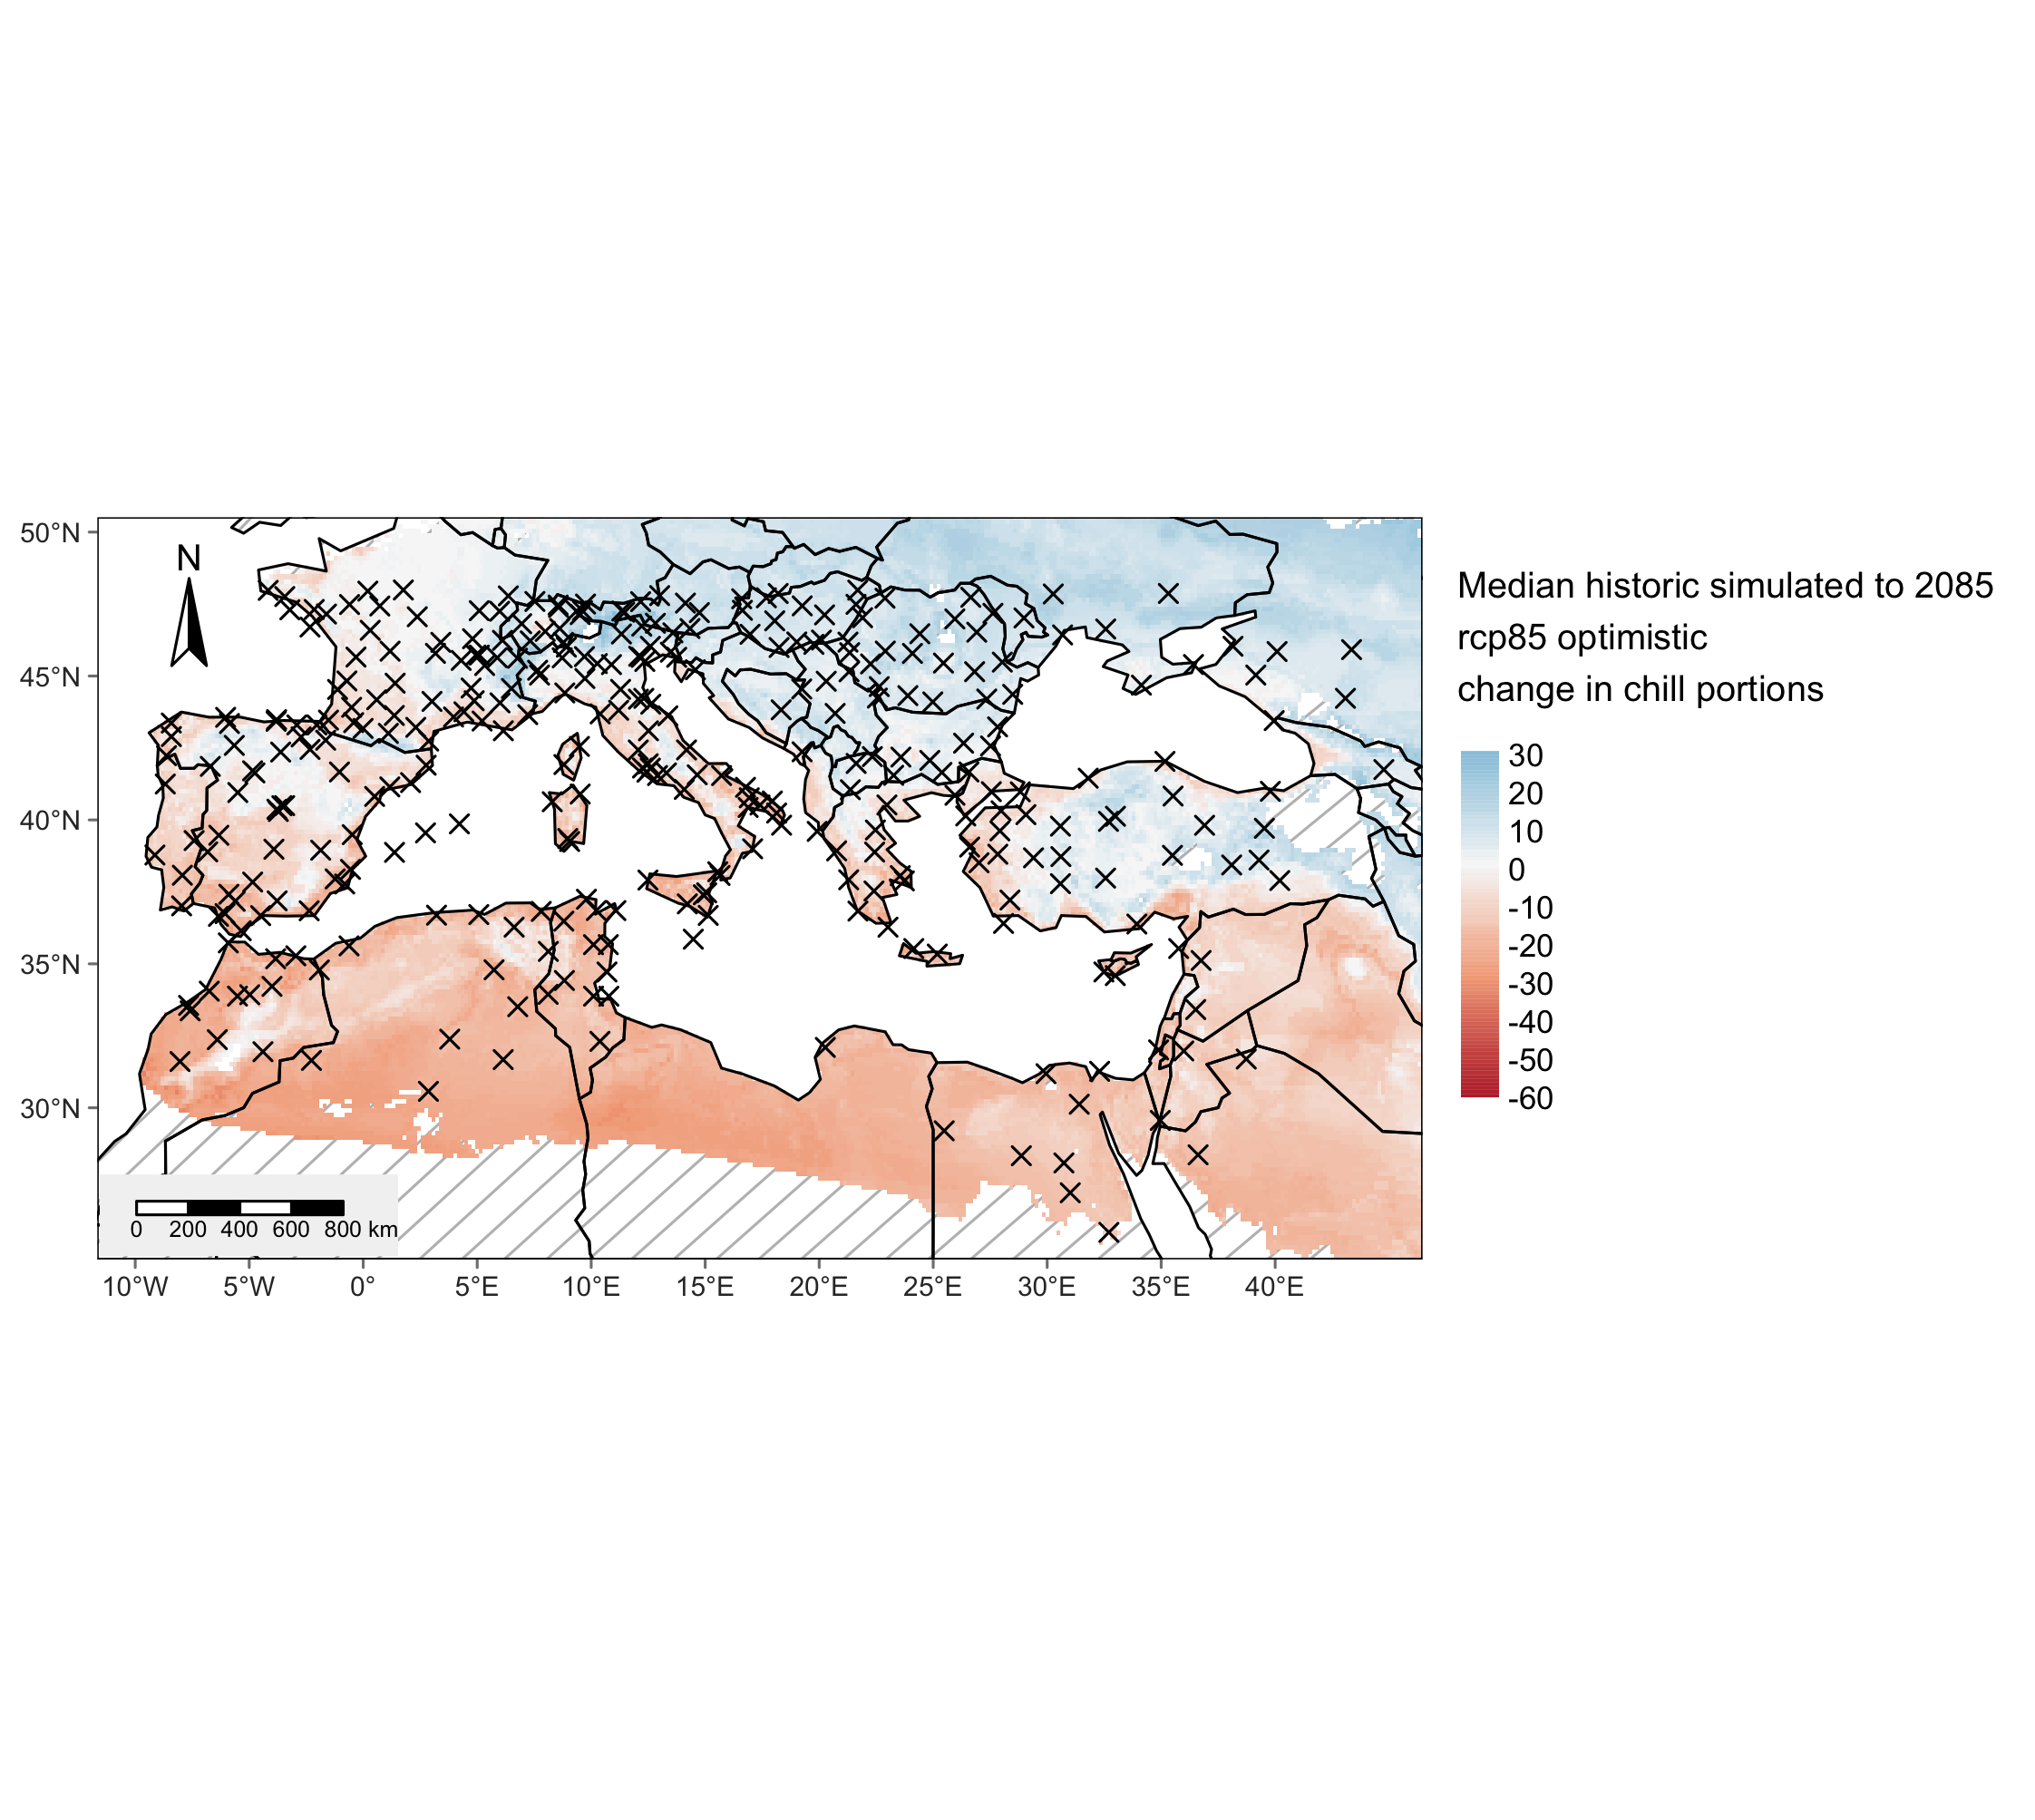 Median historic simulated to 2085
rcp85 optimistic
change in chill portions
30
20
10
0
-10
-20
-30
-40
-50
-60
50°N
45°N
40°N
35°N
30°N
N
0 200 400 600 800 km
10°W 5°W 0° 5°E 10°E 15°E 20°E 25°E 30°E 35°E 40°E